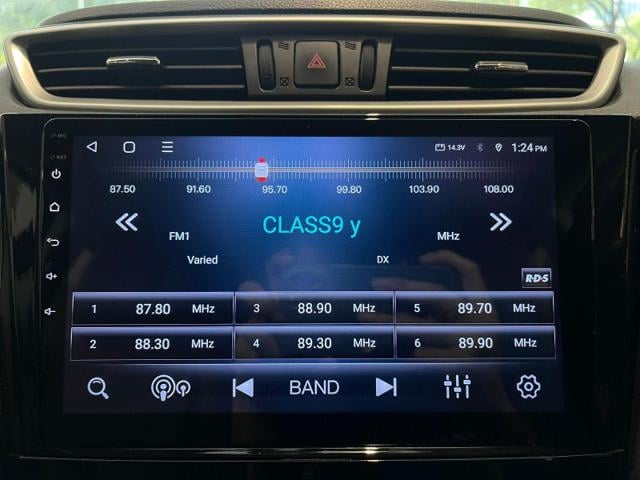 MIC
14.3V 1:24 PM
RST
87.50 91.60 95.70 99.80 103.90 108.00
CLASS9 y
FM1 MHz
Varied DX
R·D·S
1 87.80 MHz 3 88.90 MHz 5 89.70 MHz
2 88.30 MHz 4 89.30 MHz 6 89.90 MHz
BAND